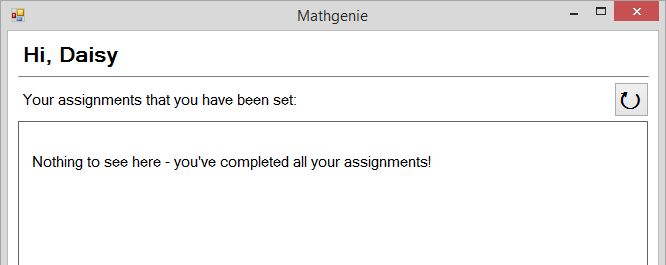 Mathgenie
Hi, Daisy
Your assignments that you have been set:
Nothing to see here - you've completed all your assignments!